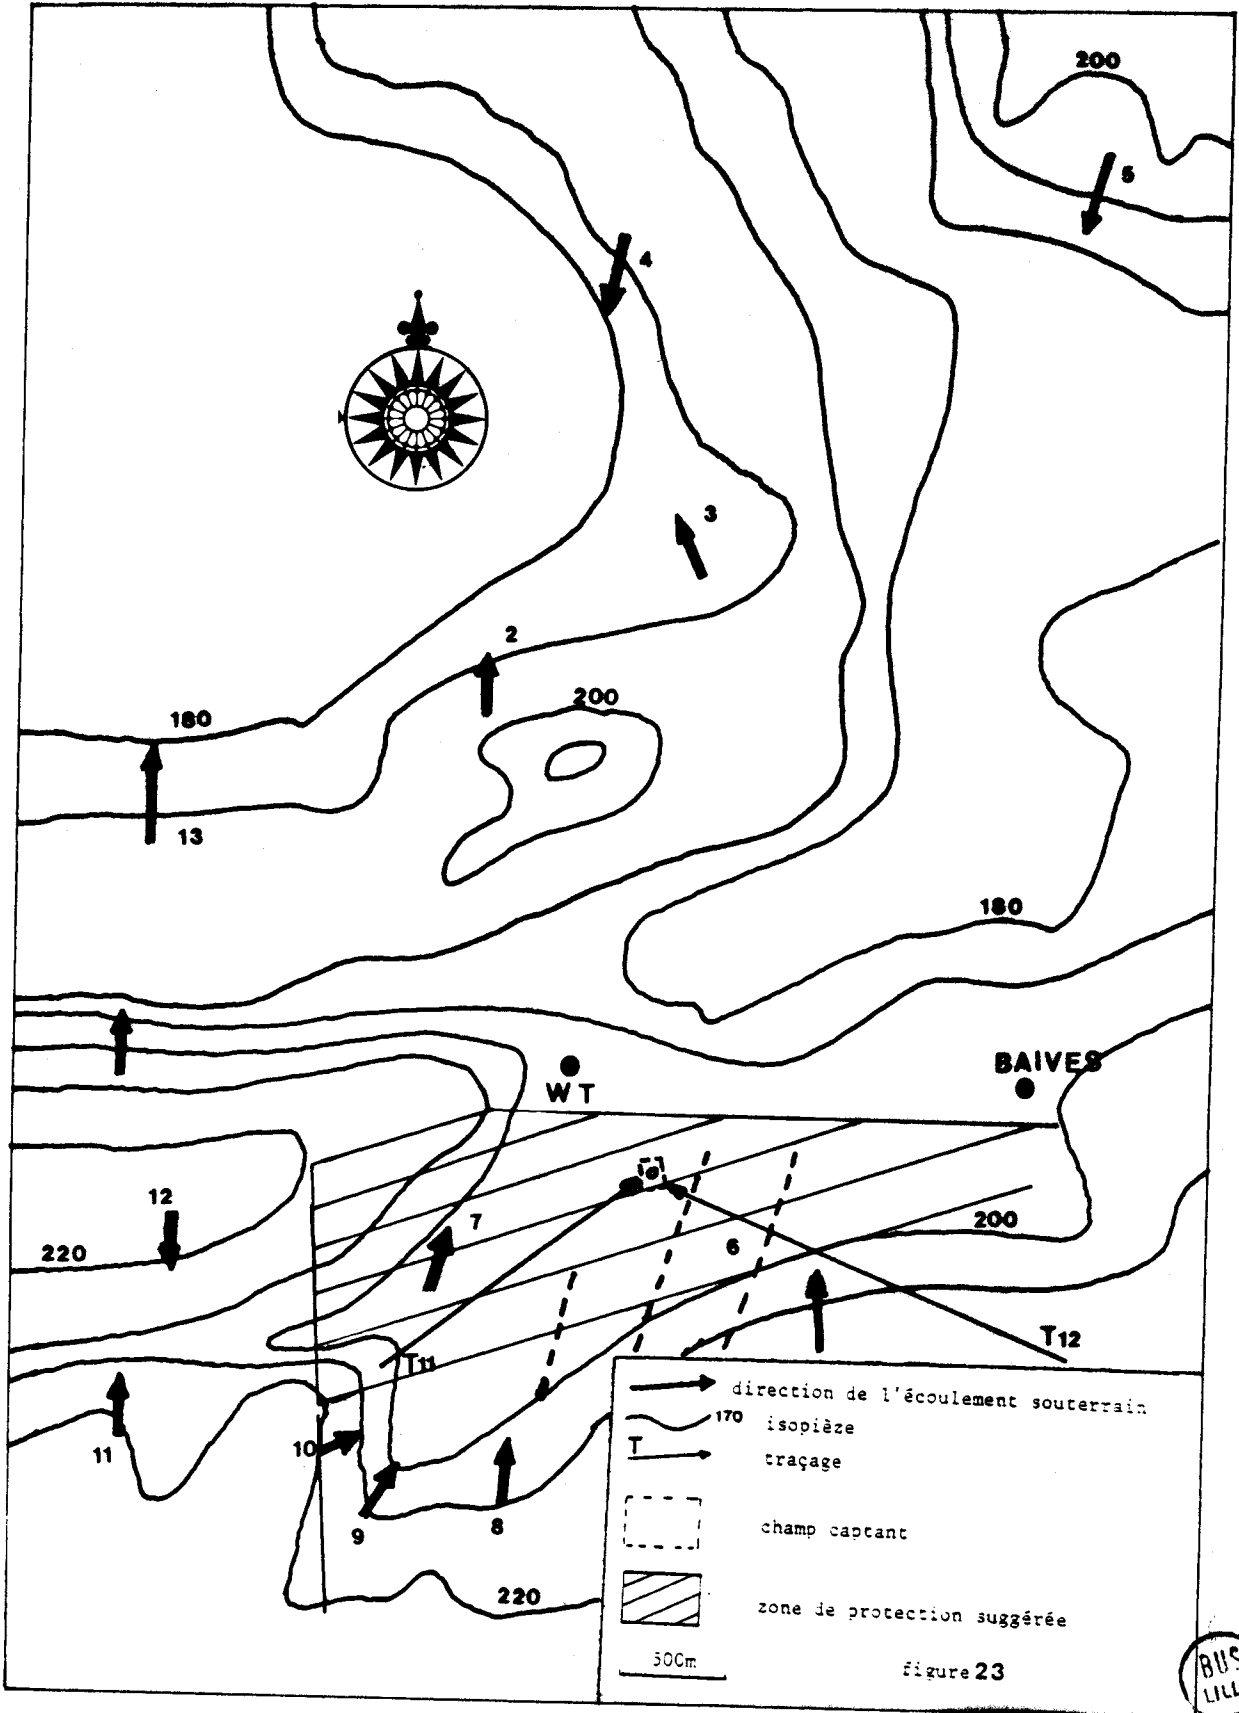 200
5
4
3
2
200
180
13
180
BAIVES
W T
12
7
220
6
200
T11
T12
11
10
9
8
220
direction de l'écoulement souterrain
170 isopièze
T traçage
champ captant
zone de protection suggérée
500m
figure 23
BUS
LILL